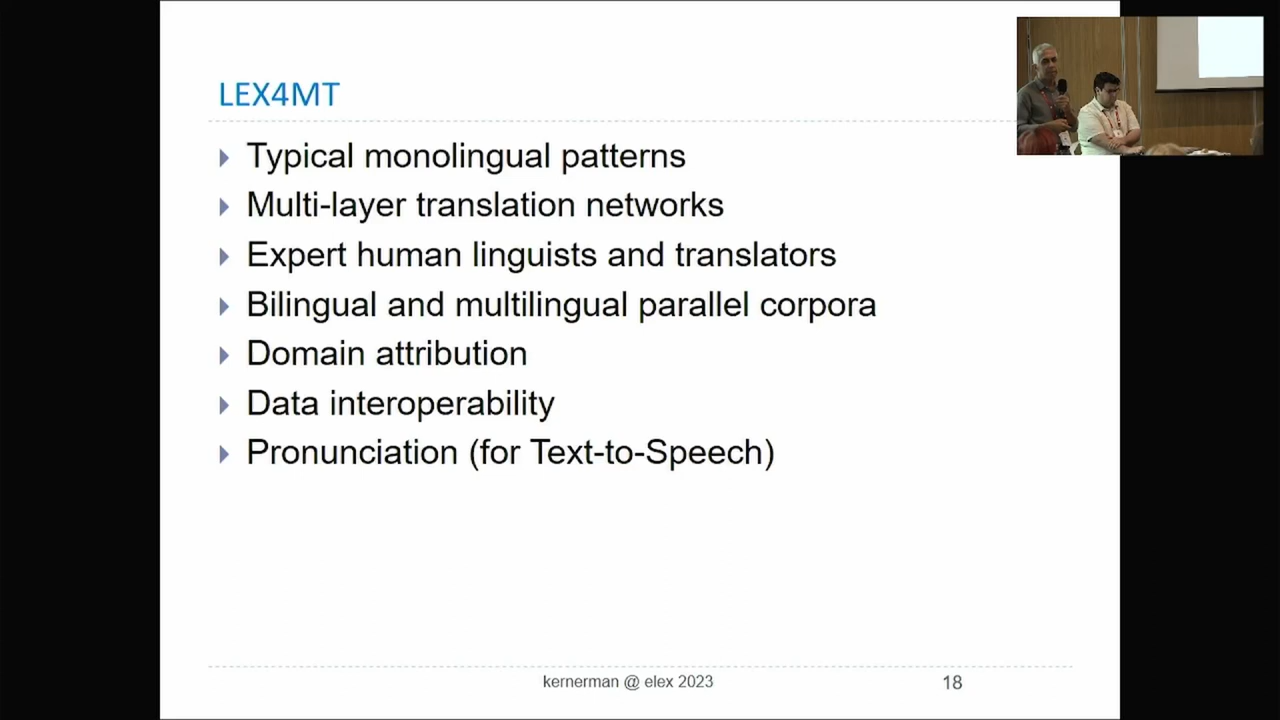 LEX4MT
Typical monolingual patterns
Multi-layer translation networks
Expert human linguists and translators
Bilingual and multilingual parallel corpora
Domain attribution
Data interoperability
Pronunciation (for Text-to-Speech)
kernerman @ elex 2023
18